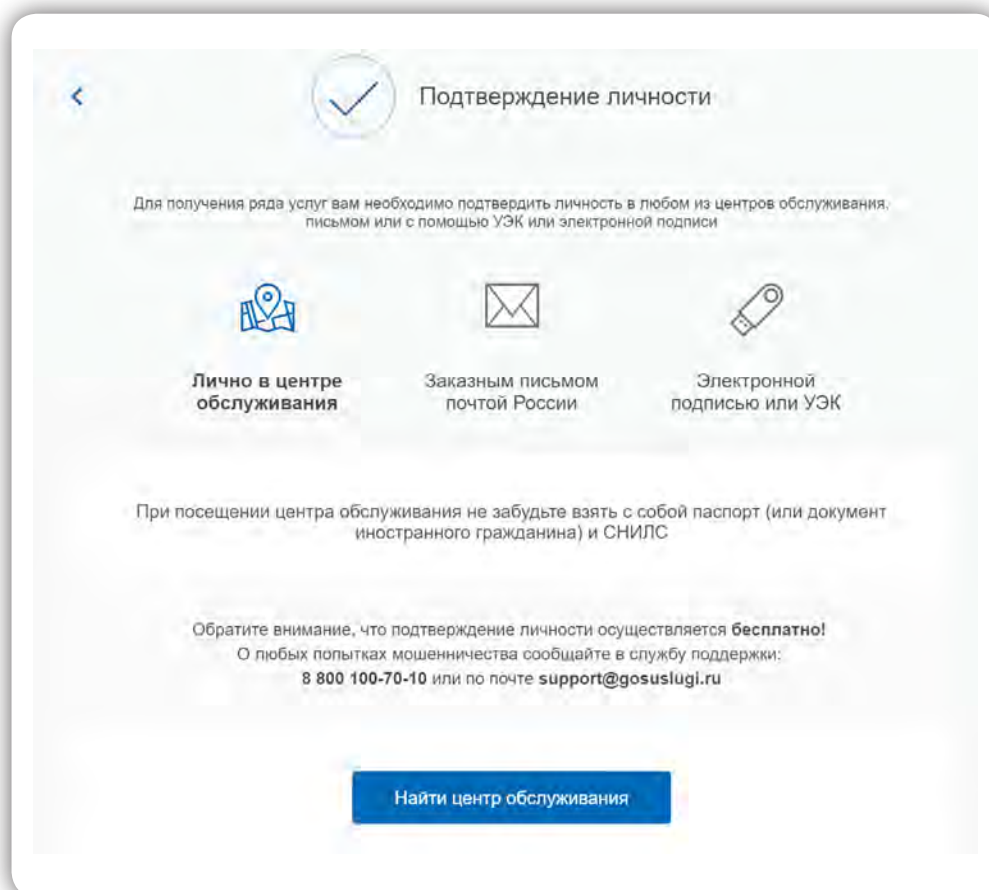 Подтверждение личности
Для получения ряда услуг вам необходимо подтвердить личность в любом из центров обслуживания,
письмом или с помощью УЭК или электронной подписи
Лично в центре
обслуживания
Заказным письмом
почтой России
Электронной
подписью или УЭК
При посещении центра обслуживания не забудьте взять с собой паспорт (или документ
иностранного гражданина) и СНИЛС
Обратите внимание, что подтверждение личности осуществляется бесплатно!
О любых попытках мошенничества сообщайте в службу поддержки:
8 800 100-70-10 или по почте support@gosuslugi.ru
Найти центр обслуживания